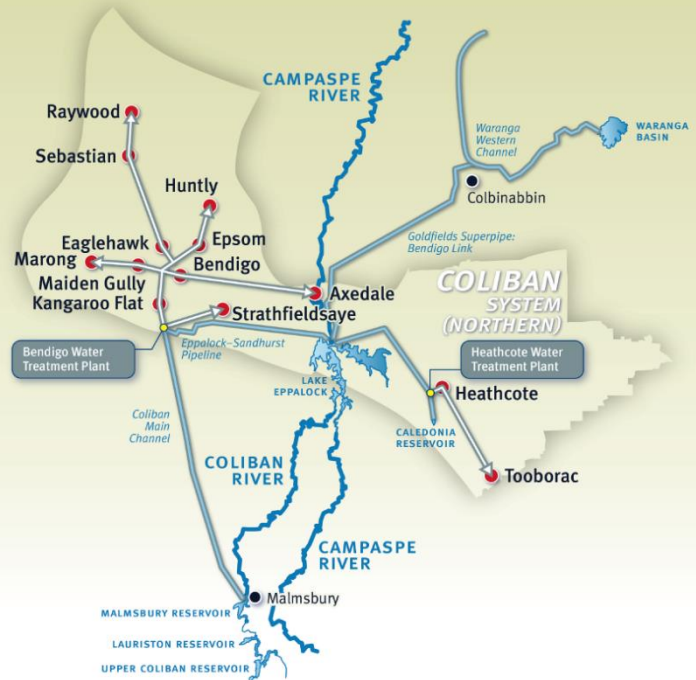 CAMPASPE
RIVER
Raywood
Sebastian
Waranga
Western
Channel
WARANGA
BASIN
Huntly
Colbinabbin
Eaglehawk
Epsom
Goldfields Superpipe:
Bendigo Link
Marong
Bendigo
Maiden Gully
Kangaroo Flat
Axedale
COLIBAN
SYSTEM
(NORTHERN)
Strathfieldsaye
Bendigo Water
Treatment Plant
Eppalock–Sandhurst
Pipeline
Heathcote Water
Treatment Plant
LAKE
EPPALOCK
Heathcote
Coliban
Main
Channel
CALEDONIA
RESERVOIR
COLIBAN
RIVER
Tooborac
CAMPASPE
RIVER
Malmsbury
MALMSBURY RESERVOIR
LAURISTON RESERVOIR
UPPER COLIBAN RESERVOIR